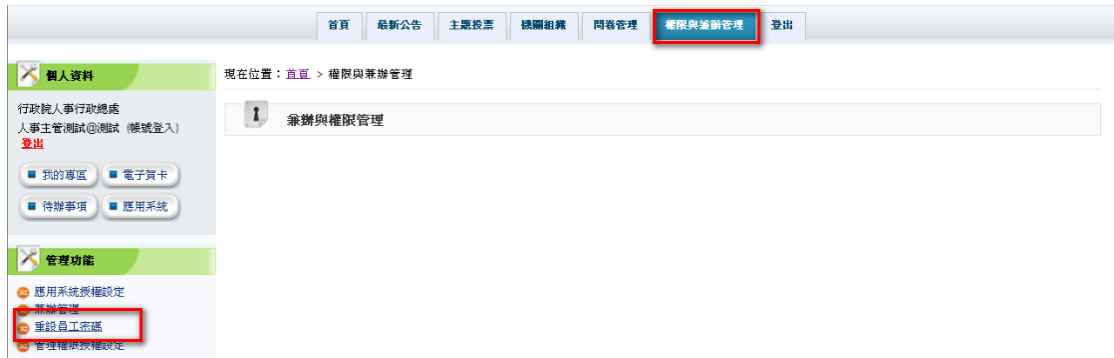 首頁 最新公告 主題投票 機關組織 問卷管理 權限與兼辦管理 登出
個人資料
現在位置：首頁 > 權限與兼辦管理
行政院人事行政總處
人事主管測試@測試 (帳號登入)
登出
兼辦與權限管理
我的專區 電子賀卡
待辦事項 應用系統
管理功能
應用系統授權設定
兼辦管理
重設員工密碼
管理權限授權設定